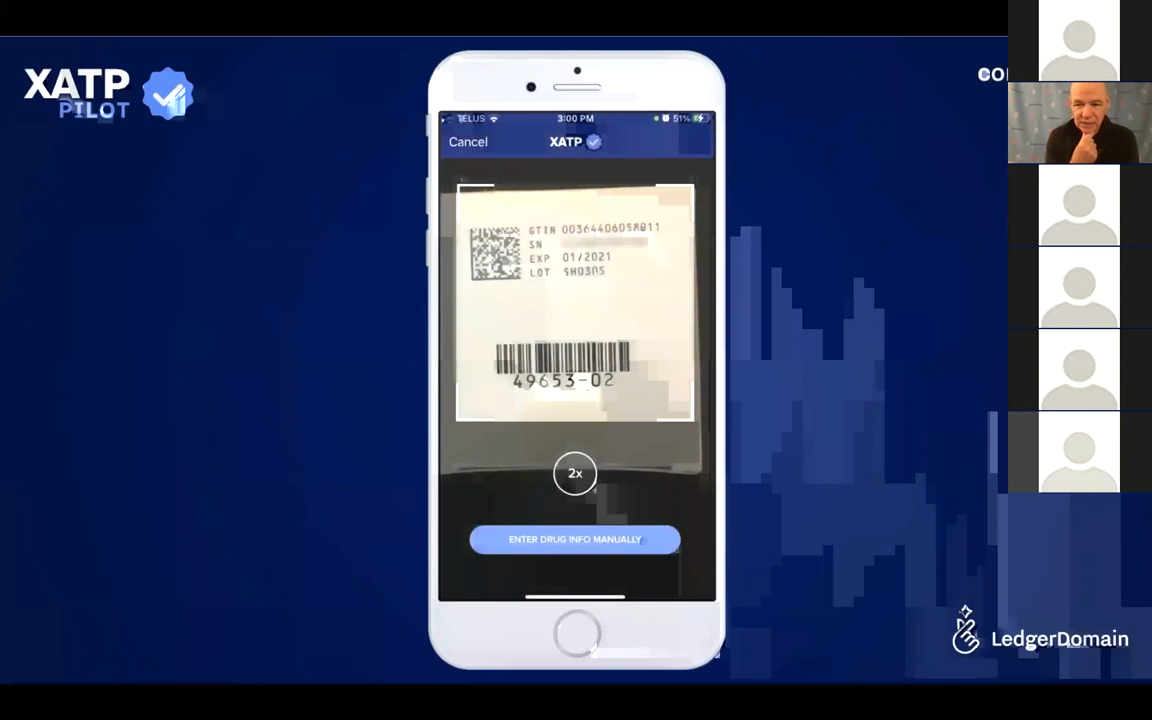 XATP
PILOT
TELUS 3:00 PM 51%
Cancel XATP
GTIN 00364406058011
SN
EXP 01/2021
LOT SH0305
49653-02
2x
ENTER DRUG INFO MANUALLY
LedgerDomain